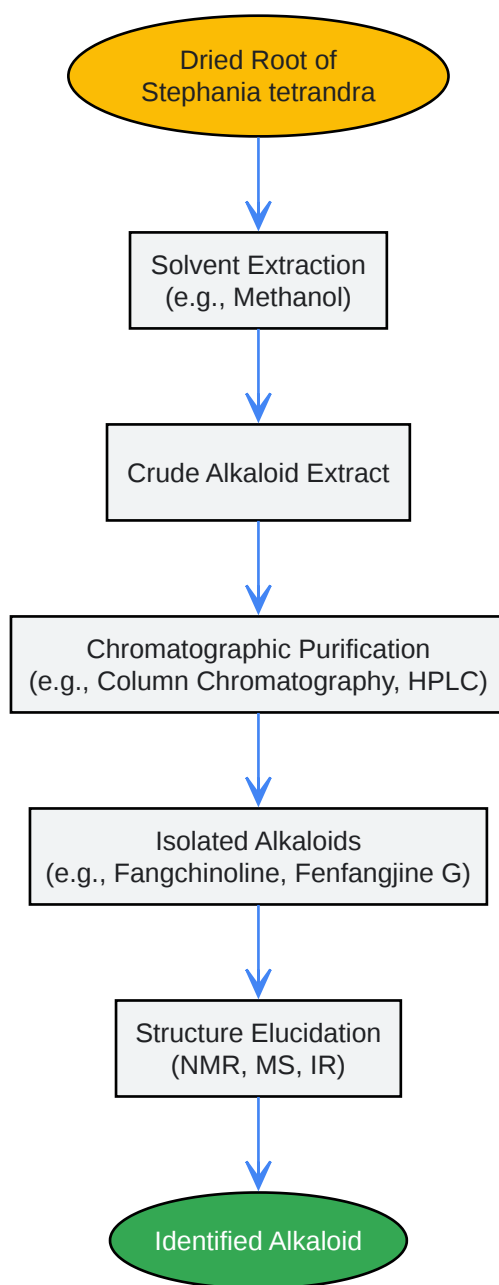 Dried Root of
Stephania tetrandra
Solvent Extraction
(e.g., Methanol)
Crude Alkaloid Extract
Chromatographic Purification
(e.g., Column Chromatography, HPLC)
Isolated Alkaloids
(e.g., Fangchinoline, Fenfangjine G)
Structure Elucidation
(NMR, MS, IR)
Identified Alkaloid